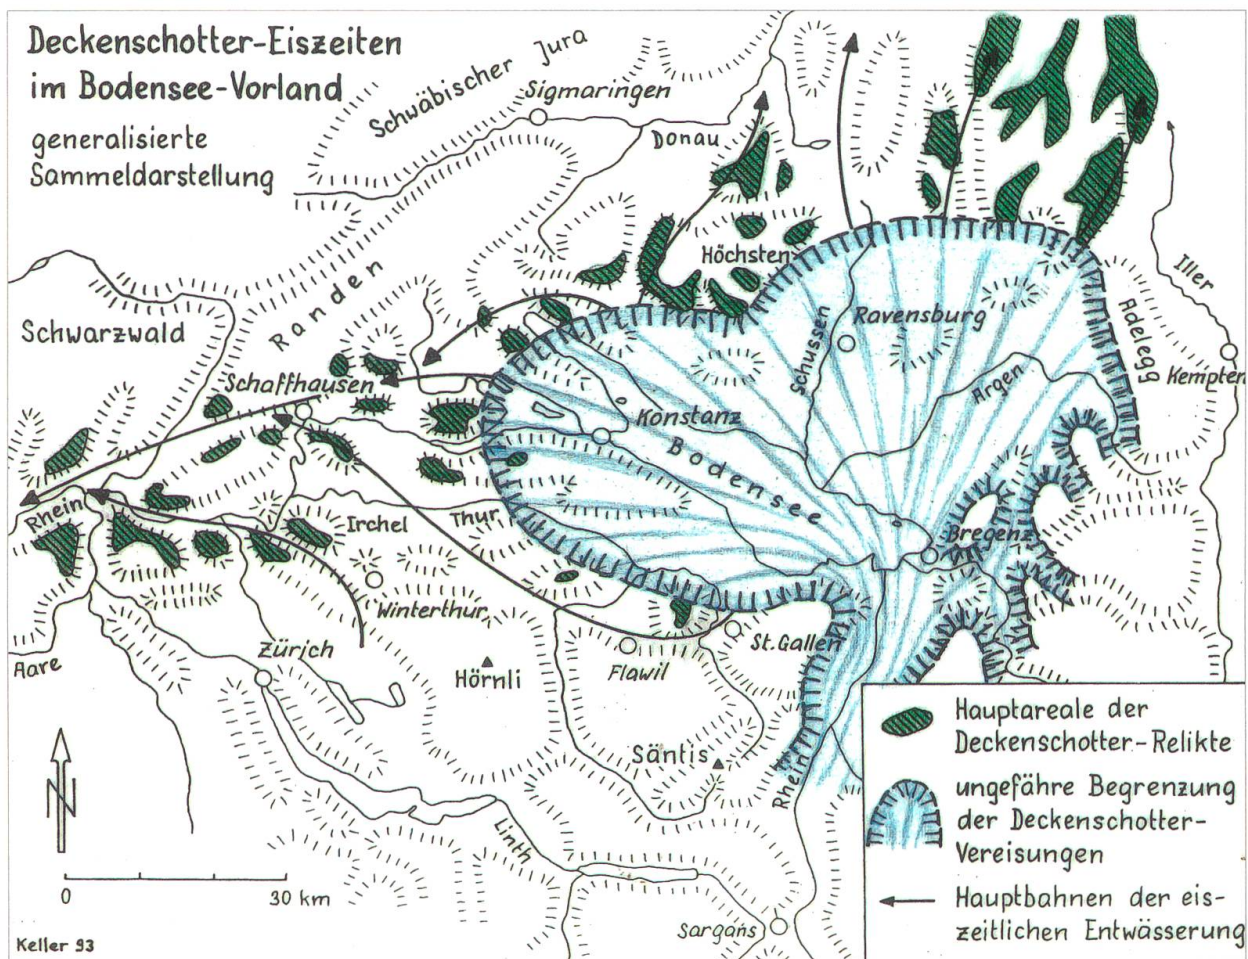 Deckenschotter-Eiszeiten
im Bodensee-Vorland
generalisierte
Sammeldarstellung
Schwäbischer Jura
Sigmaringen
Donau
Höchsten
Iller
Schwarzwald
Randen
Schussen
Ravensburg
Adelegg
Kempten
Schaffhausen
Argen
Konstanz
Bodensee
Rhein
Irchel
Thur
Bregenz
Winterthur
Aare
Zürich
Hörnli
Flawil
St.Gallen
Säntis
Rhein
Linth
Sargans
N
0 30 km
Keller 93
Hauptareale der
Deckenschotter-Relikte
ungefähre Begrenzung
der Deckenschotter-
Vereisungen
Hauptbahnen der eis-
zeitlichen Entwässerung